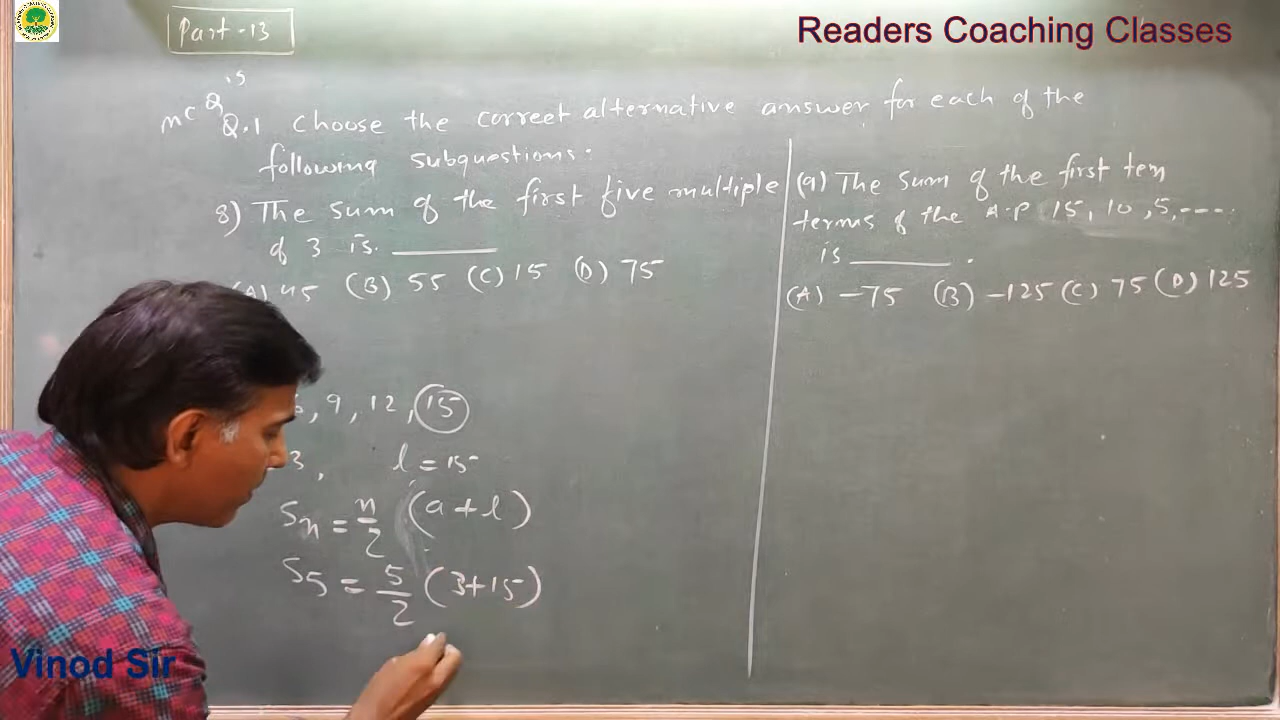 Readers Coaching Classes
Part-13
MCQ's
Q.1 Choose the correct alternative answer for each of the
following subquestions.
8) The sum of the first five multiple
of 3 is. ______
(A) 45 (B) 55 (C) 15 (D) 75
6, 9, 12, 15
3, l = 15
Sn = n/2 (a + l)
S5 = 5/2 (3+15)
(9) The sum of the first ten
terms of the A.P 15, 10, 5, ----
is ______ .
(A) -75 (B) -125 (C) 75 (D) 125
Vinod Sir